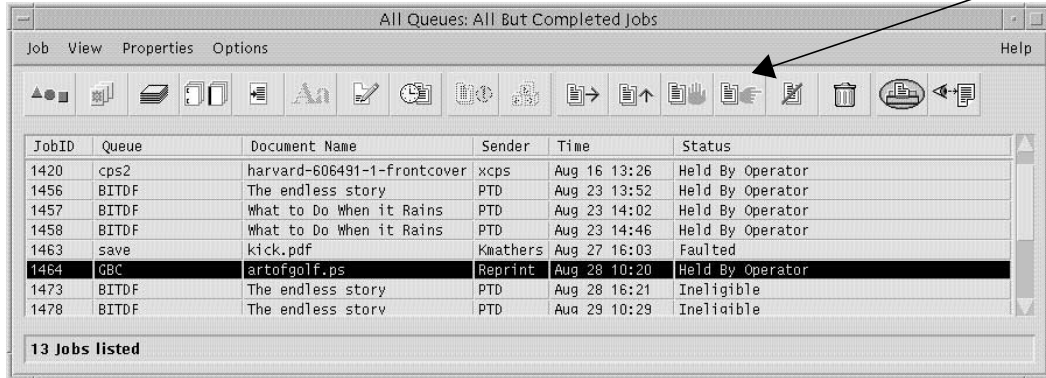 All Queues: All But Completed Jobs
Job View Properties Options Help
Aa
JobID Queue Document Name Sender Time Status
1420 cps2 harvard-606491-1-frontcover xcps Aug 16 13:26 Held By Operator
1456 BITDF The endless story PTD Aug 23 13:52 Held By Operator
1457 BITDF What to Do When it Rains PTD Aug 23 14:02 Held By Operator
1458 BITDF What to Do When it Rains PTD Aug 23 14:46 Held By Operator
1463 save kick.pdf Kmathers Aug 27 16:03 Faulted
1464 GBC artofgolf.ps Reprint Aug 28 10:20 Held By Operator
1473 BITDF The endless story PTD Aug 28 16:21 Ineligible
1478 BITDF The endless story PTD Aug 29 10:29 Ineligible
13 Jobs listed